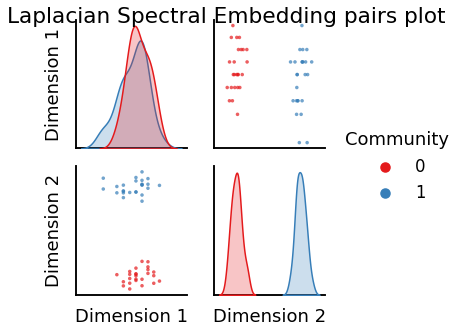 Laplacian Spectral Embedding pairs plot
Dimension 1
Community
0
1
Dimension 2
Dimension 1
Dimension 2